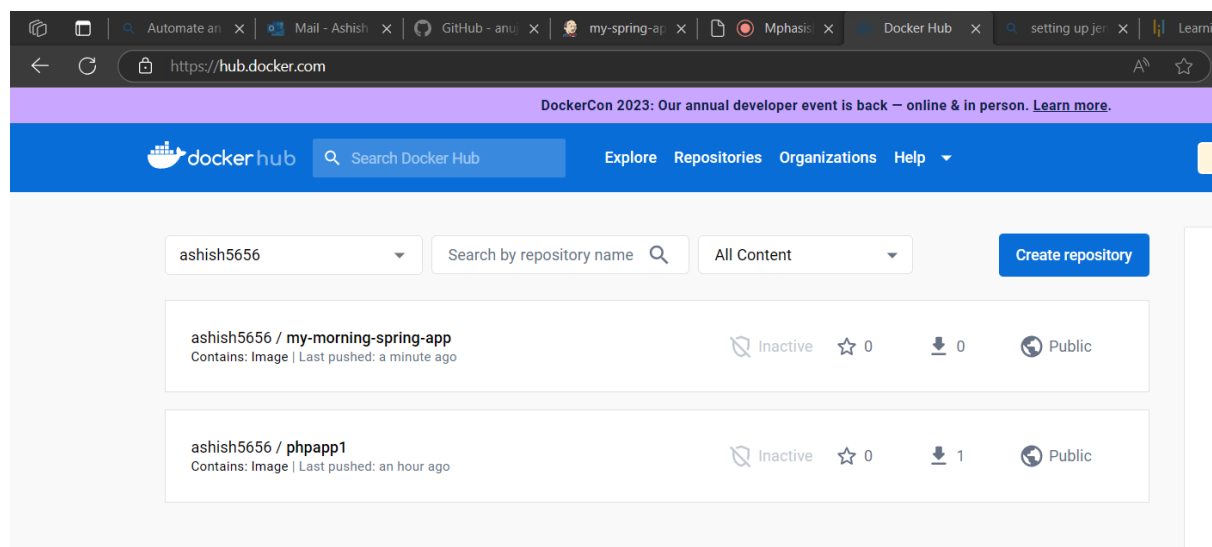 Automate an Mail - Ashish GitHub - anuj my-spring-ap Mphasis Docker Hub setting up jen Learni
https://hub.docker.com A
DockerCon 2023: Our annual developer event is back — online & in person. Learn more.
dockerhub Search Docker Hub Explore Repositories Organizations Help
ashish5656 Search by repository name All Content Create repository
ashish5656 / my-morning-spring-app
Inactive 0 0 Public
Contains: Image | Last pushed: a minute ago
ashish5656 / phpapp1
Inactive 0 1 Public
Contains: Image | Last pushed: an hour ago